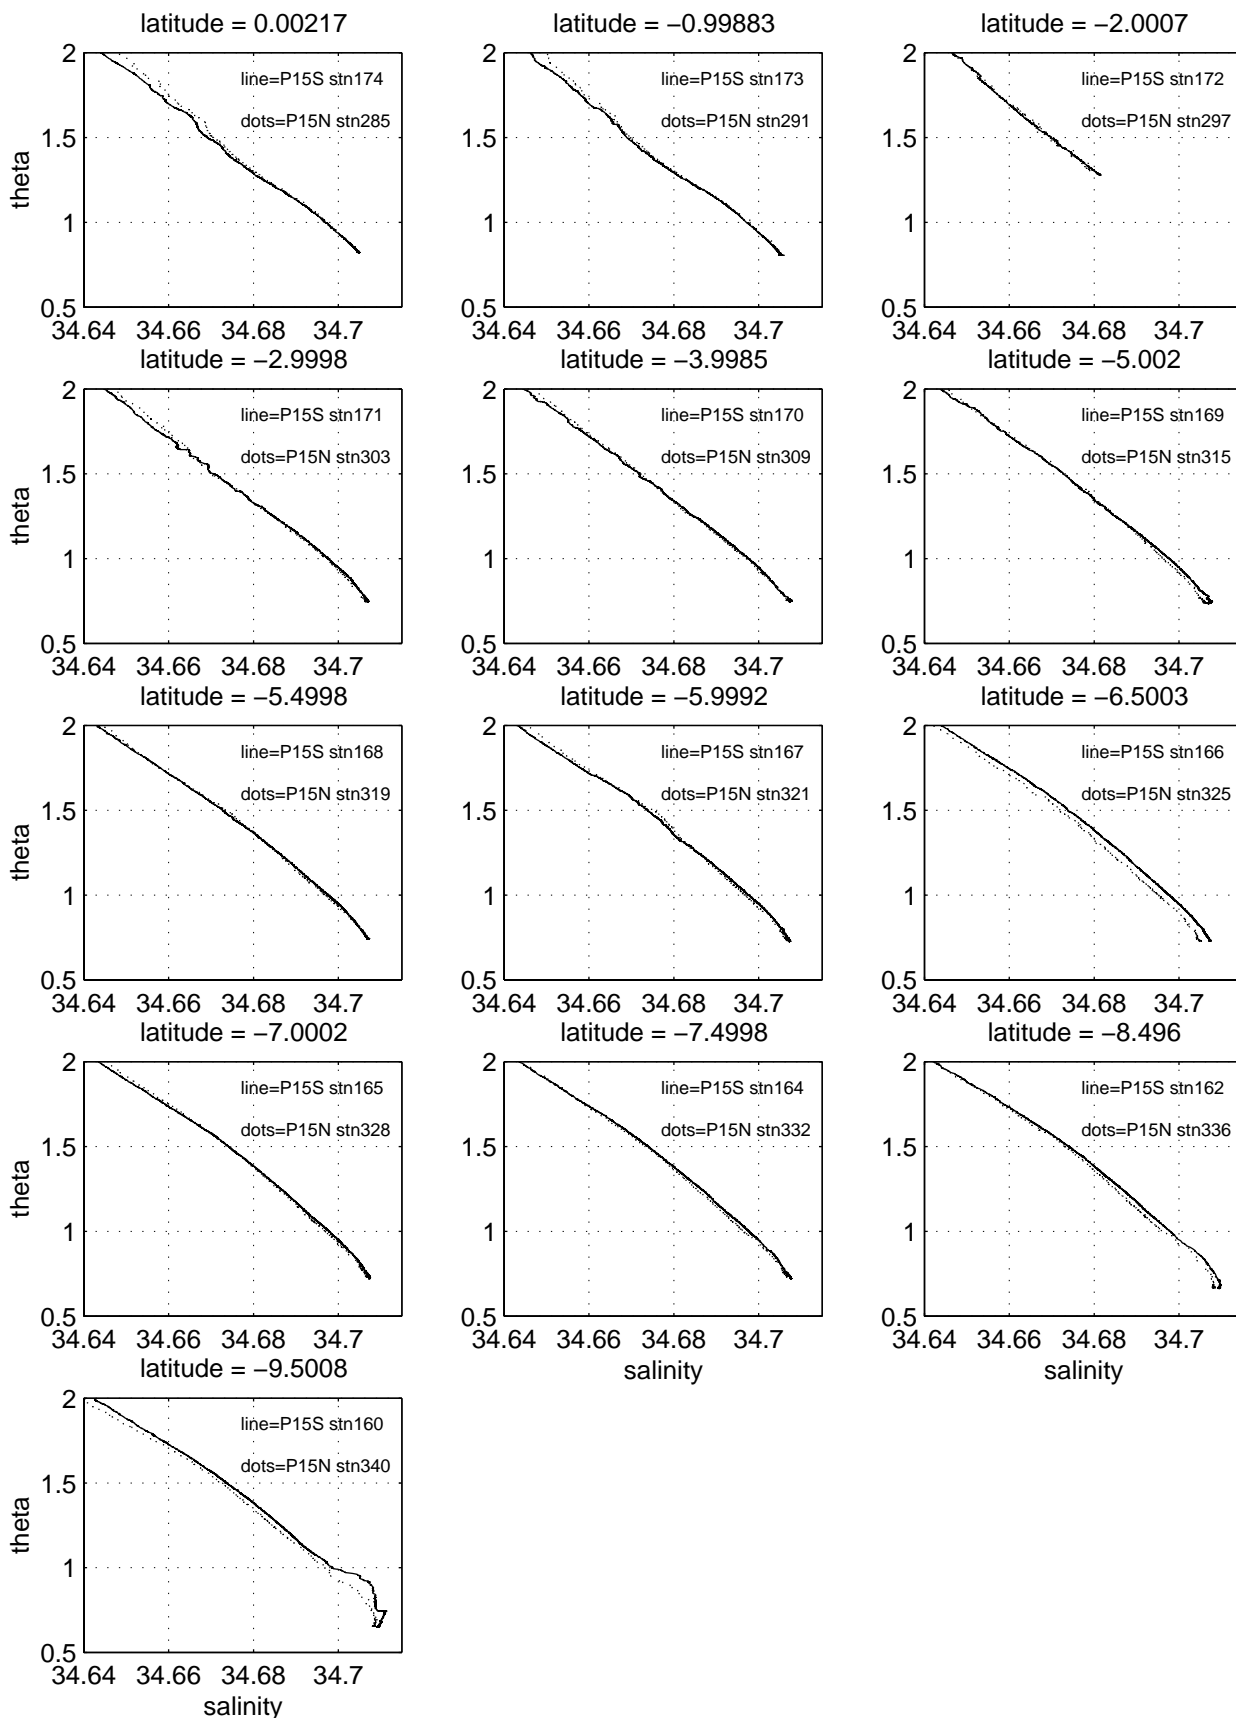 latitude = 0.00217
2
1.5
1
0.5
theta
line=P15S stn174
dots=P15N stn285
34.64 34.66 34.68 34.7
latitude = −0.99883
2
1.5
1
0.5
line=P15S stn173
dots=P15N stn291
34.64 34.66 34.68 34.7
latitude = −2.0007
2
1.5
1
0.5
line=P15S stn172
dots=P15N stn297
34.64 34.66 34.68 34.7
latitude = −2.9998
2
1.5
1
0.5
theta
line=P15S stn171
dots=P15N stn303
34.64 34.66 34.68 34.7
latitude = −3.9985
2
1.5
1
0.5
line=P15S stn170
dots=P15N stn309
34.64 34.66 34.68 34.7
latitude = −5.002
2
1.5
1
0.5
line=P15S stn169
dots=P15N stn315
34.64 34.66 34.68 34.7
latitude = −5.4998
2
1.5
1
0.5
theta
line=P15S stn168
dots=P15N stn319
34.64 34.66 34.68 34.7
latitude = −5.9992
2
1.5
1
0.5
line=P15S stn167
dots=P15N stn321
34.64 34.66 34.68 34.7
latitude = −6.5003
2
1.5
1
0.5
line=P15S stn166
dots=P15N stn325
34.64 34.66 34.68 34.7
latitude = −7.0002
2
1.5
1
0.5
theta
line=P15S stn165
dots=P15N stn328
34.64 34.66 34.68 34.7
latitude = −7.4998
2
1.5
1
0.5
line=P15S stn164
dots=P15N stn332
34.64 34.66 34.68 34.7
salinity
latitude = −8.496
2
1.5
1
0.5
line=P15S stn162
dots=P15N stn336
34.64 34.66 34.68 34.7
salinity
latitude = −9.5008
2
1.5
1
0.5
theta
line=P15S stn160
dots=P15N stn340
34.64 34.66 34.68 34.7
salinity